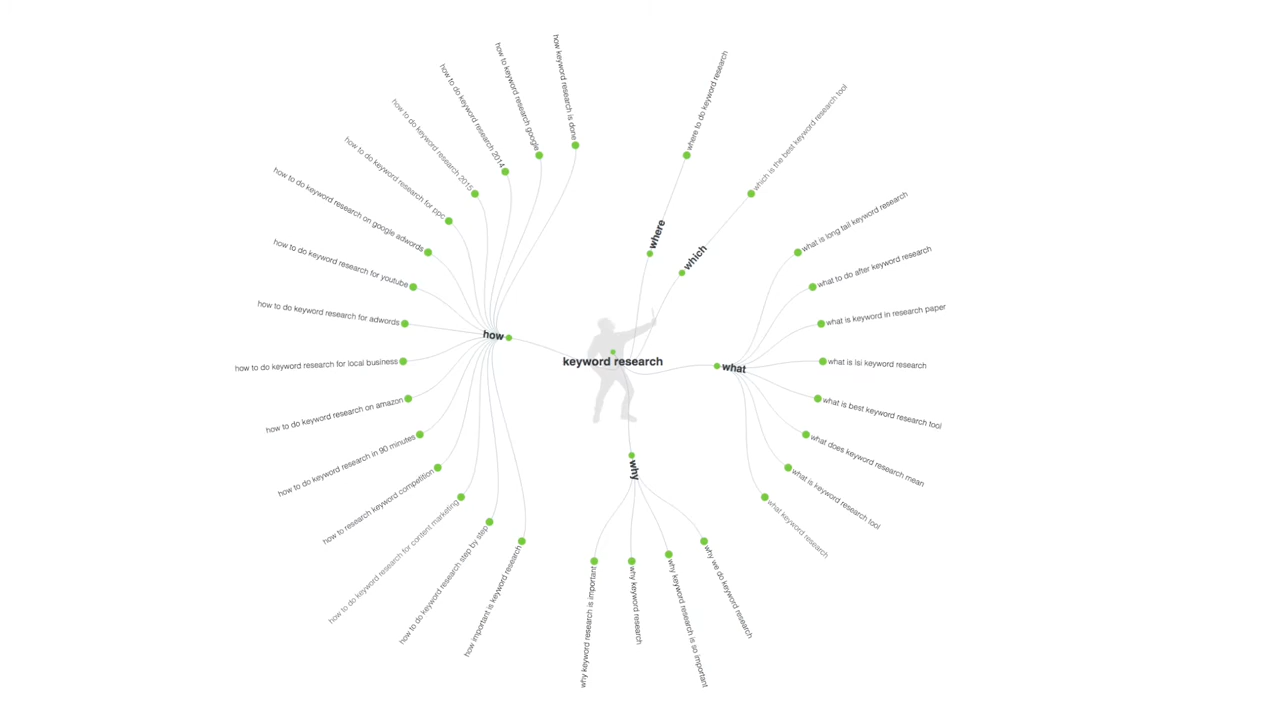 keyword research
where
where to do keyword research
which
which is the best keyword research tool
what
what is long tail keyword research
what to do after keyword research
what is keyword in research paper
what is lsi keyword research
what is best keyword research tool
what does keyword research mean
what is keyword research tool
what keyword research
why
why we do keyword research
why keyword research is so important
why keyword research
why keyword research is important
how
how important is keyword research
how to do keyword research step by step
how to do keyword research for content marketing
how to research keyword competition
how to do keyword research in 90 minutes
how to do keyword research on amazon
how to do keyword research for local business
how to do keyword research for adwords
how to do keyword research for youtube
how to do keyword research on google adwords
how to do keyword research for ppc
how to do keyword research 2015
how to do keyword research 2014
how to keyword research google
how keyword research is done